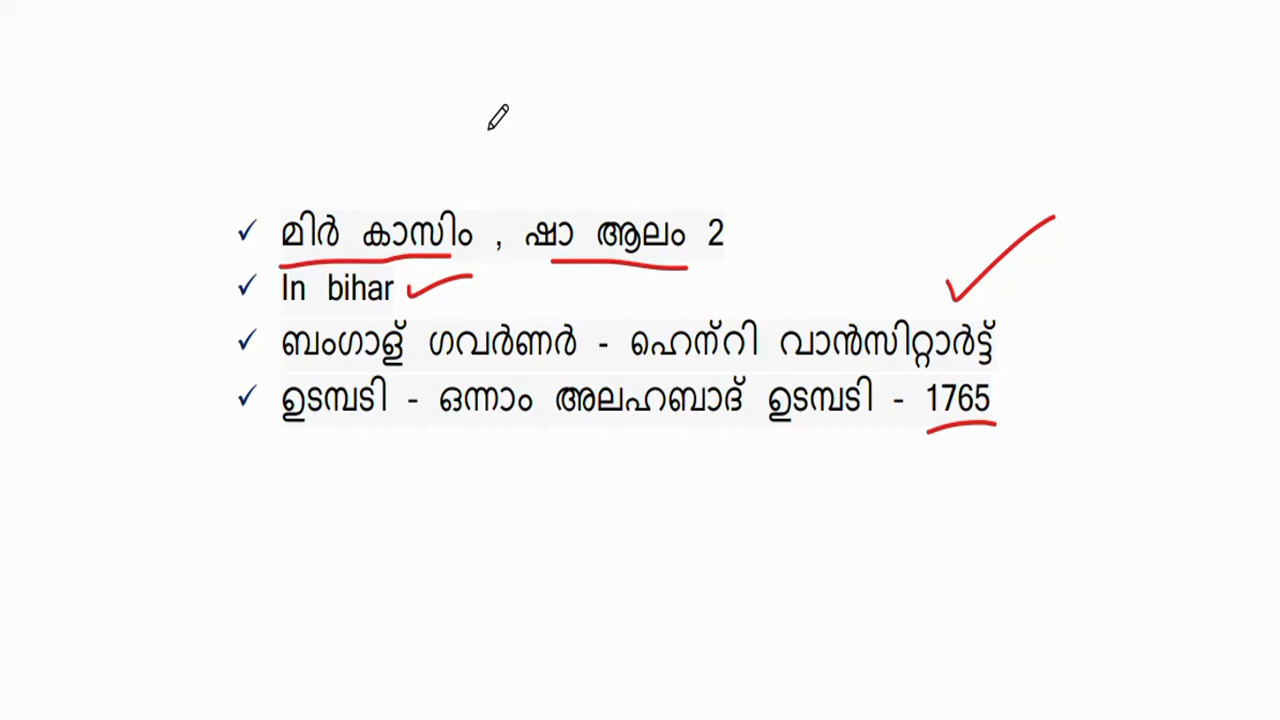 ✓ മിർ കാസിം , ഷാ ആലം 2
✓ In bihar
✓ ബംഗാള് ഗവർണർ - ഹെന്റി വാൻസിറ്റാർട്ട്
✓ ഉടമ്പടി - ഒന്നാം അലഹബാദ് ഉടമ്പടി - 1765